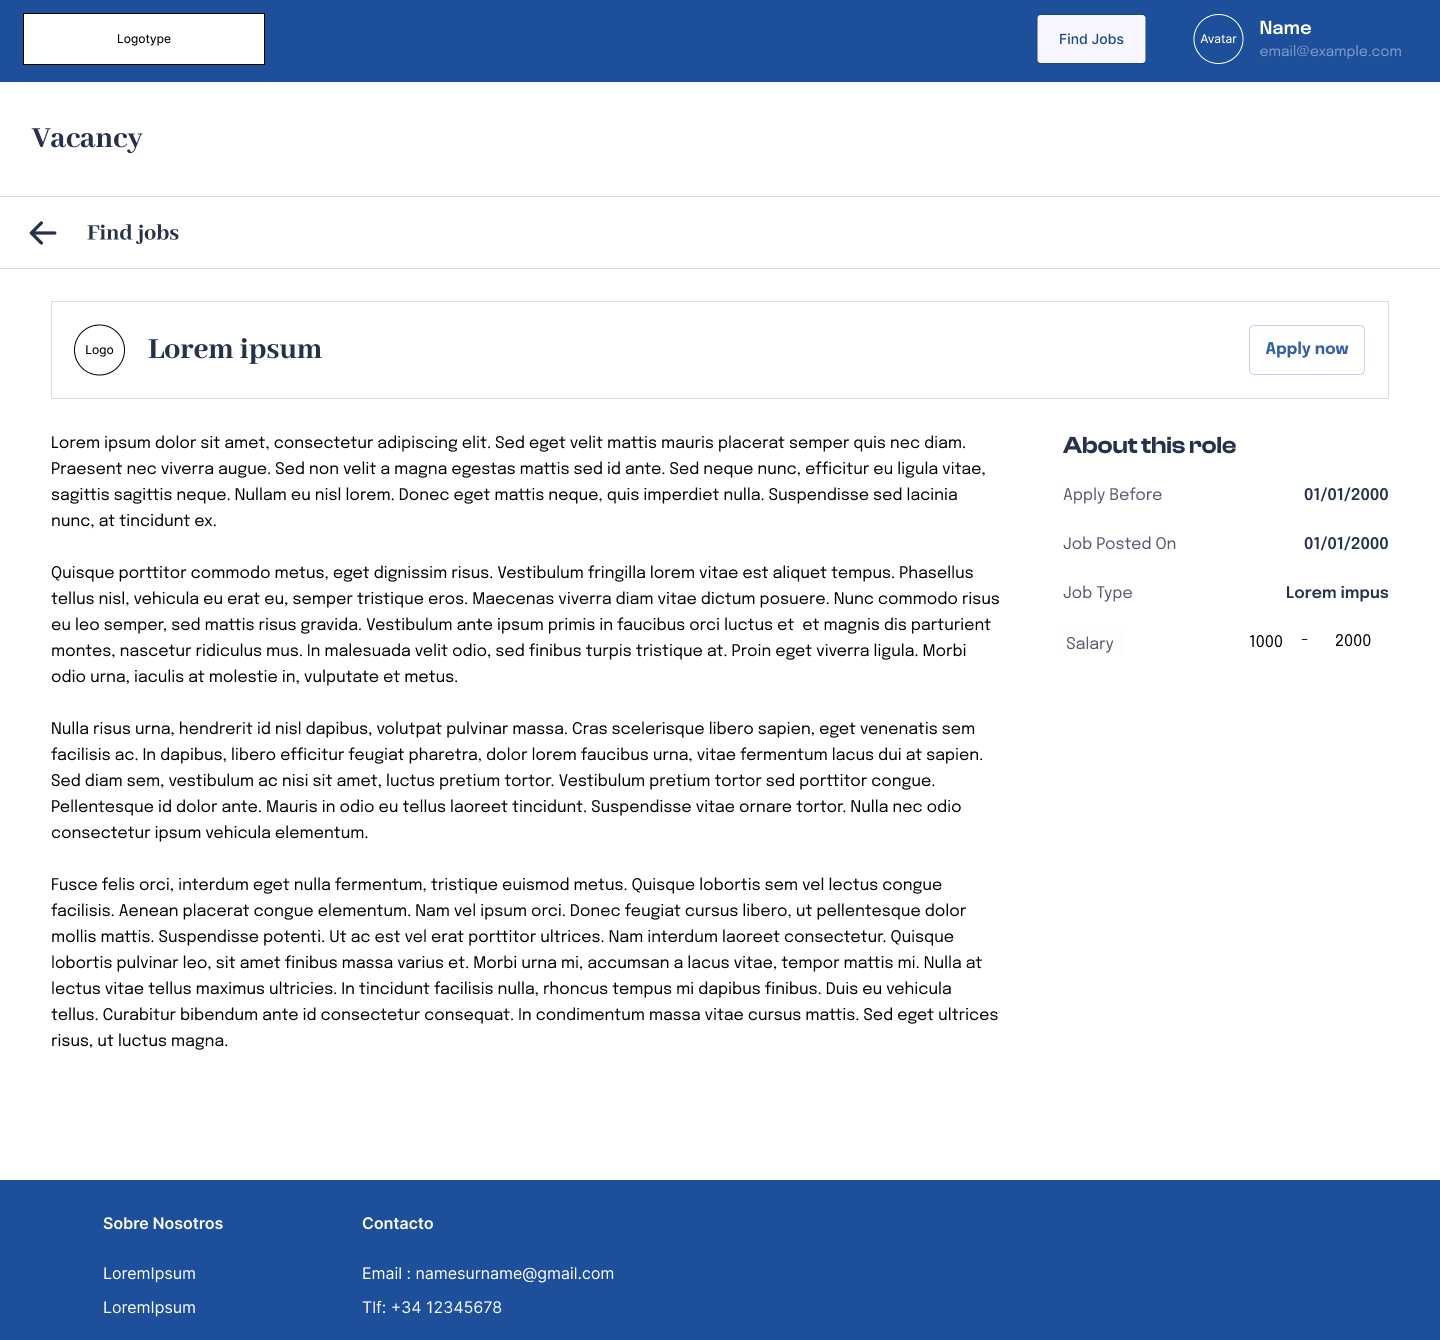 Logotype
Find Jobs
Avatar
Name
email@example.com
Vacancy
Find jobs
Logo
Lorem ipsum
Apply now
Lorem ipsum dolor sit amet, consectetur adipiscing elit. Sed eget velit mattis mauris placerat semper quis nec diam.
Praesent nec viverra augue. Sed non velit a magna egestas mattis sed id ante. Sed neque nunc, efficitur eu ligula vitae,
sagittis sagittis neque. Nullam eu nisl lorem. Donec eget mattis neque, quis imperdiet nulla. Suspendisse sed lacinia
nunc, at tincidunt ex.
Quisque porttitor commodo metus, eget dignissim risus. Vestibulum fringilla lorem vitae est aliquet tempus. Phasellus
tellus nisl, vehicula eu erat eu, semper tristique eros. Maecenas viverra diam vitae dictum posuere. Nunc commodo risus
eu leo semper, sed mattis risus gravida. Vestibulum ante ipsum primis in faucibus orci luctus et  et magnis dis parturient
montes, nascetur ridiculus mus. In malesuada velit odio, sed finibus turpis tristique at. Proin eget viverra ligula. Morbi
odio urna, iaculis at molestie in, vulputate et metus.
Nulla risus urna, hendrerit id nisl dapibus, volutpat pulvinar massa. Cras scelerisque libero sapien, eget venenatis sem
facilisis ac. In dapibus, libero efficitur feugiat pharetra, dolor lorem faucibus urna, vitae fermentum lacus dui at sapien.
Sed diam sem, vestibulum ac nisi sit amet, luctus pretium tortor. Vestibulum pretium tortor sed porttitor congue.
Pellentesque id dolor ante. Mauris in odio eu tellus laoreet tincidunt. Suspendisse vitae ornare tortor. Nulla nec odio
consectetur ipsum vehicula elementum.
Fusce felis orci, interdum eget nulla fermentum, tristique euismod metus. Quisque lobortis sem vel lectus congue
facilisis. Aenean placerat congue elementum. Nam vel ipsum orci. Donec feugiat cursus libero, ut pellentesque dolor
mollis mattis. Suspendisse potenti. Ut ac est vel erat porttitor ultrices. Nam interdum laoreet consectetur. Quisque
lobortis pulvinar leo, sit amet finibus massa varius et. Morbi urna mi, accumsan a lacus vitae, tempor mattis mi. Nulla at
lectus vitae tellus maximus ultricies. In tincidunt facilisis nulla, rhoncus tempus mi dapibus finibus. Duis eu vehicula
tellus. Curabitur bibendum ante id consectetur consequat. In condimentum massa vitae cursus mattis. Sed eget ultrices
risus, ut luctus magna.
About this role
Apply Before 01/01/2000
Job Posted On 01/01/2000
Job Type Lorem impus
Salary 1000 - 2000
Sobre Nosotros
LoremIpsum
LoremIpsum
Contacto
Email : namesurname@gmail.com
Tlf: +34 12345678